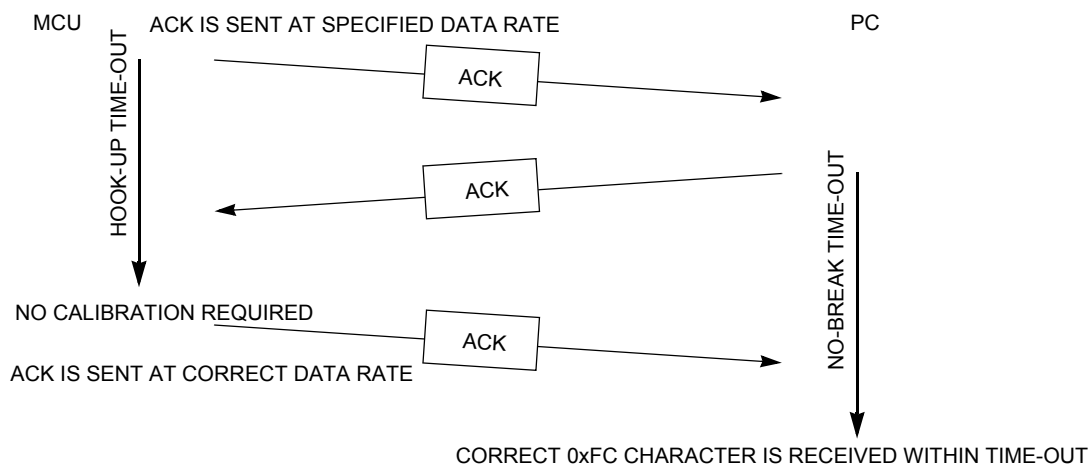 MCU
ACK IS SENT AT SPECIFIED DATA RATE
PC
HOOK-UP TIME-OUT
ACK
ACK
NO-BREAK TIME-OUT
NO CALIBRATION REQUIRED
ACK
ACK IS SENT AT CORRECT DATA RATE
CORRECT 0xFC CHARACTER IS RECEIVED WITHIN TIME-OUT